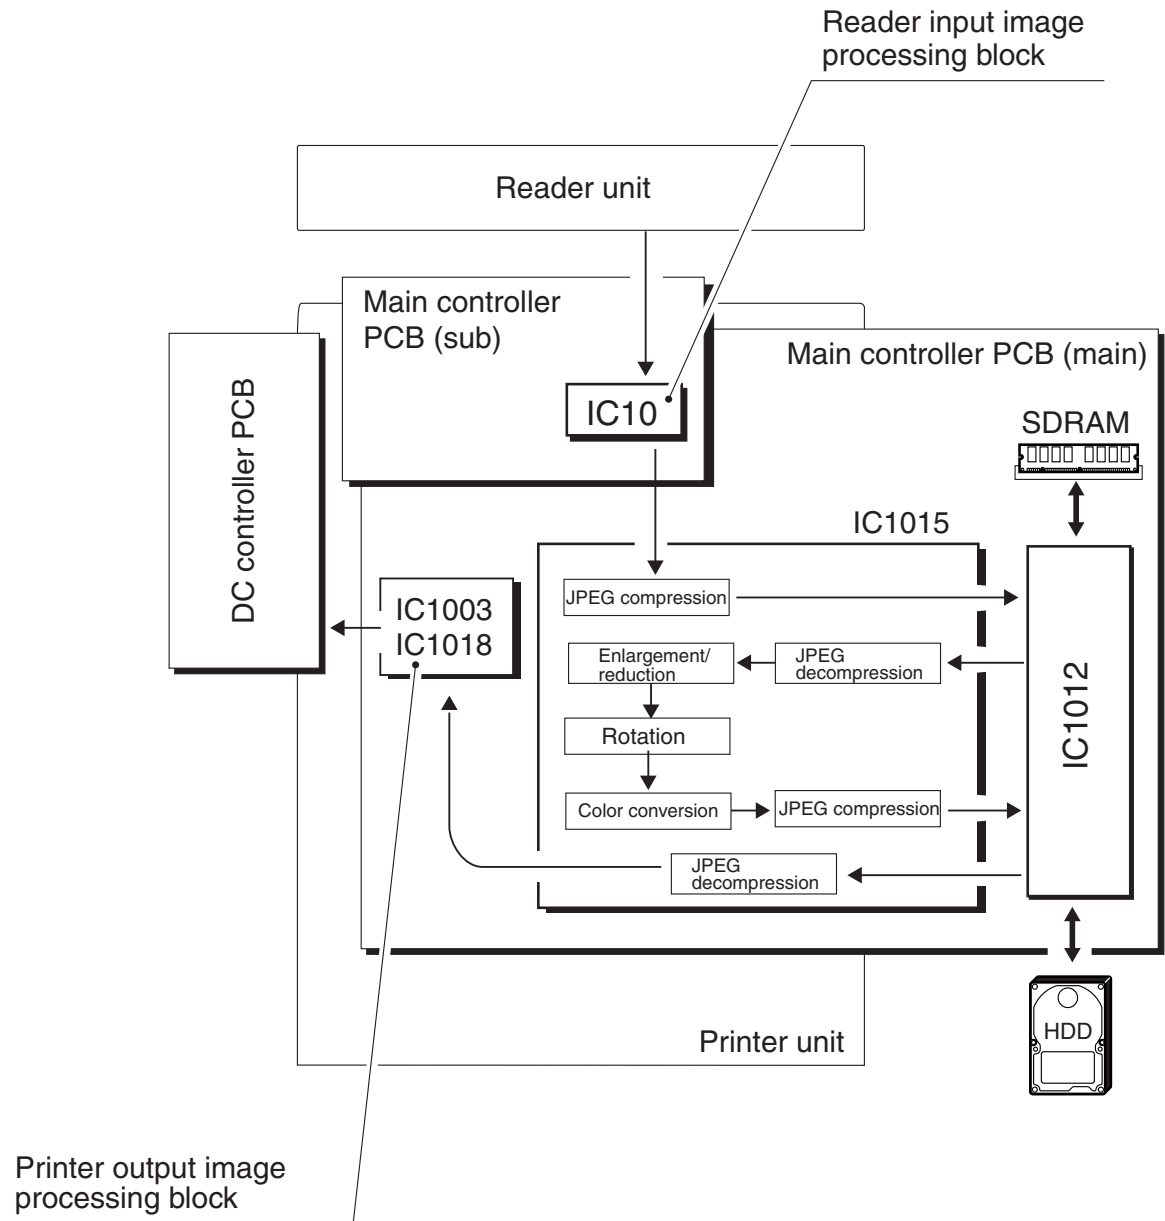 Reader input image
processing block
Reader unit
Main controller
PCB (sub)
Main controller PCB (main)
DC controller PCB
IC10
SDRAM
IC1015
IC1003
IC1018
JPEG compression
Enlargement/
reduction
JPEG
decompression
Rotation
IC1012
Color conversion
JPEG compression
JPEG
decompression
HDD
Printer unit
Printer output image
processing block